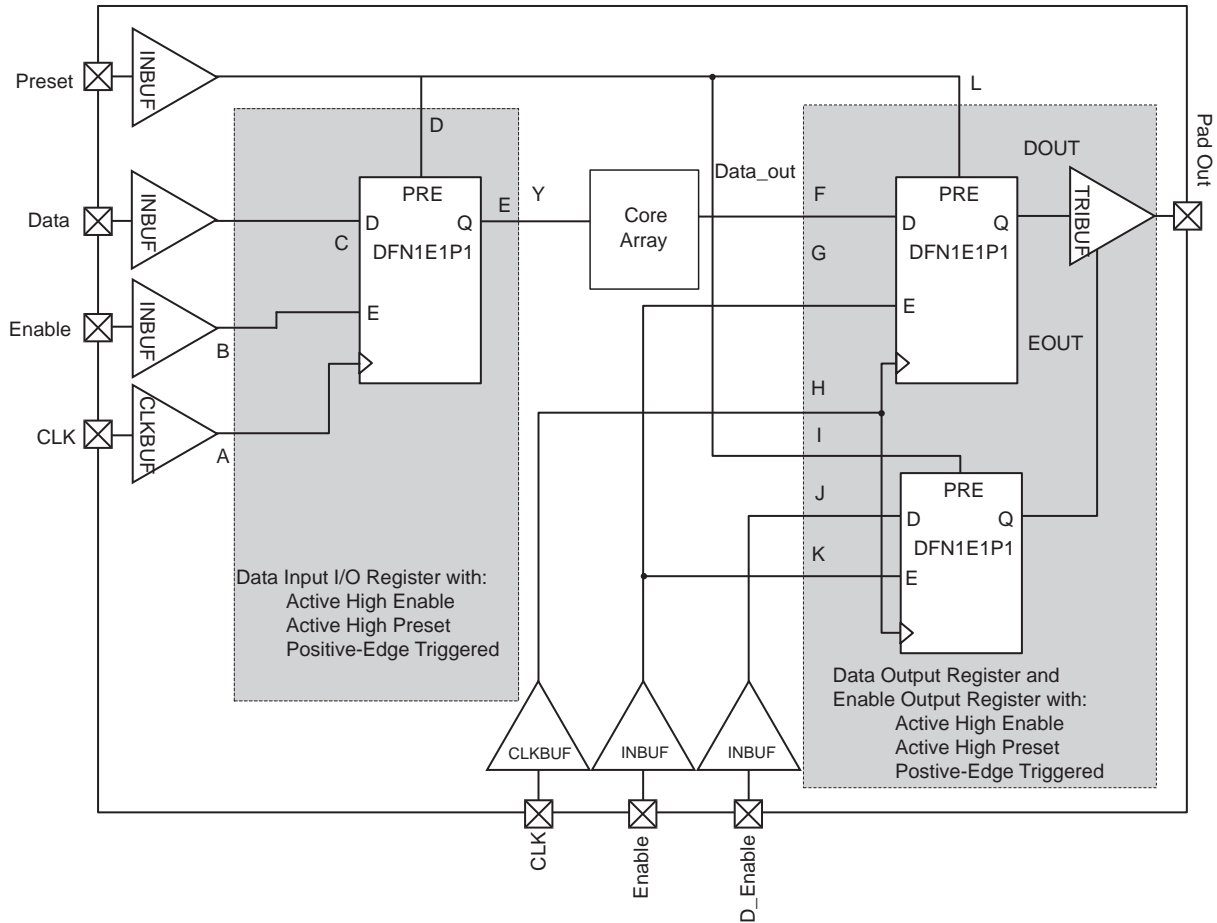 Preset
INBUF
L
D
DOUT
Pad Out
Data
INBUF
C
PRE
D
Q
DFN1E1P1
E
E
Y
Core
Array
Data_out
F
G
PRE
D
Q
DFN1E1P1
E
TRIBUF
EOUT
Enable
INBUF
B
CLK
CLKBUF
A
H
I
J
K
PRE
D
Q
DFN1E1P1
E
Data Input I/O Register with:
Active High Enable
Active High Preset
Positive-Edge Triggered
Data Output Register and
Enable Output Register with:
Active High Enable
Active High Preset
Postive-Edge Triggered
CLKBUF
INBUF
INBUF
CLK
Enable
D_Enable